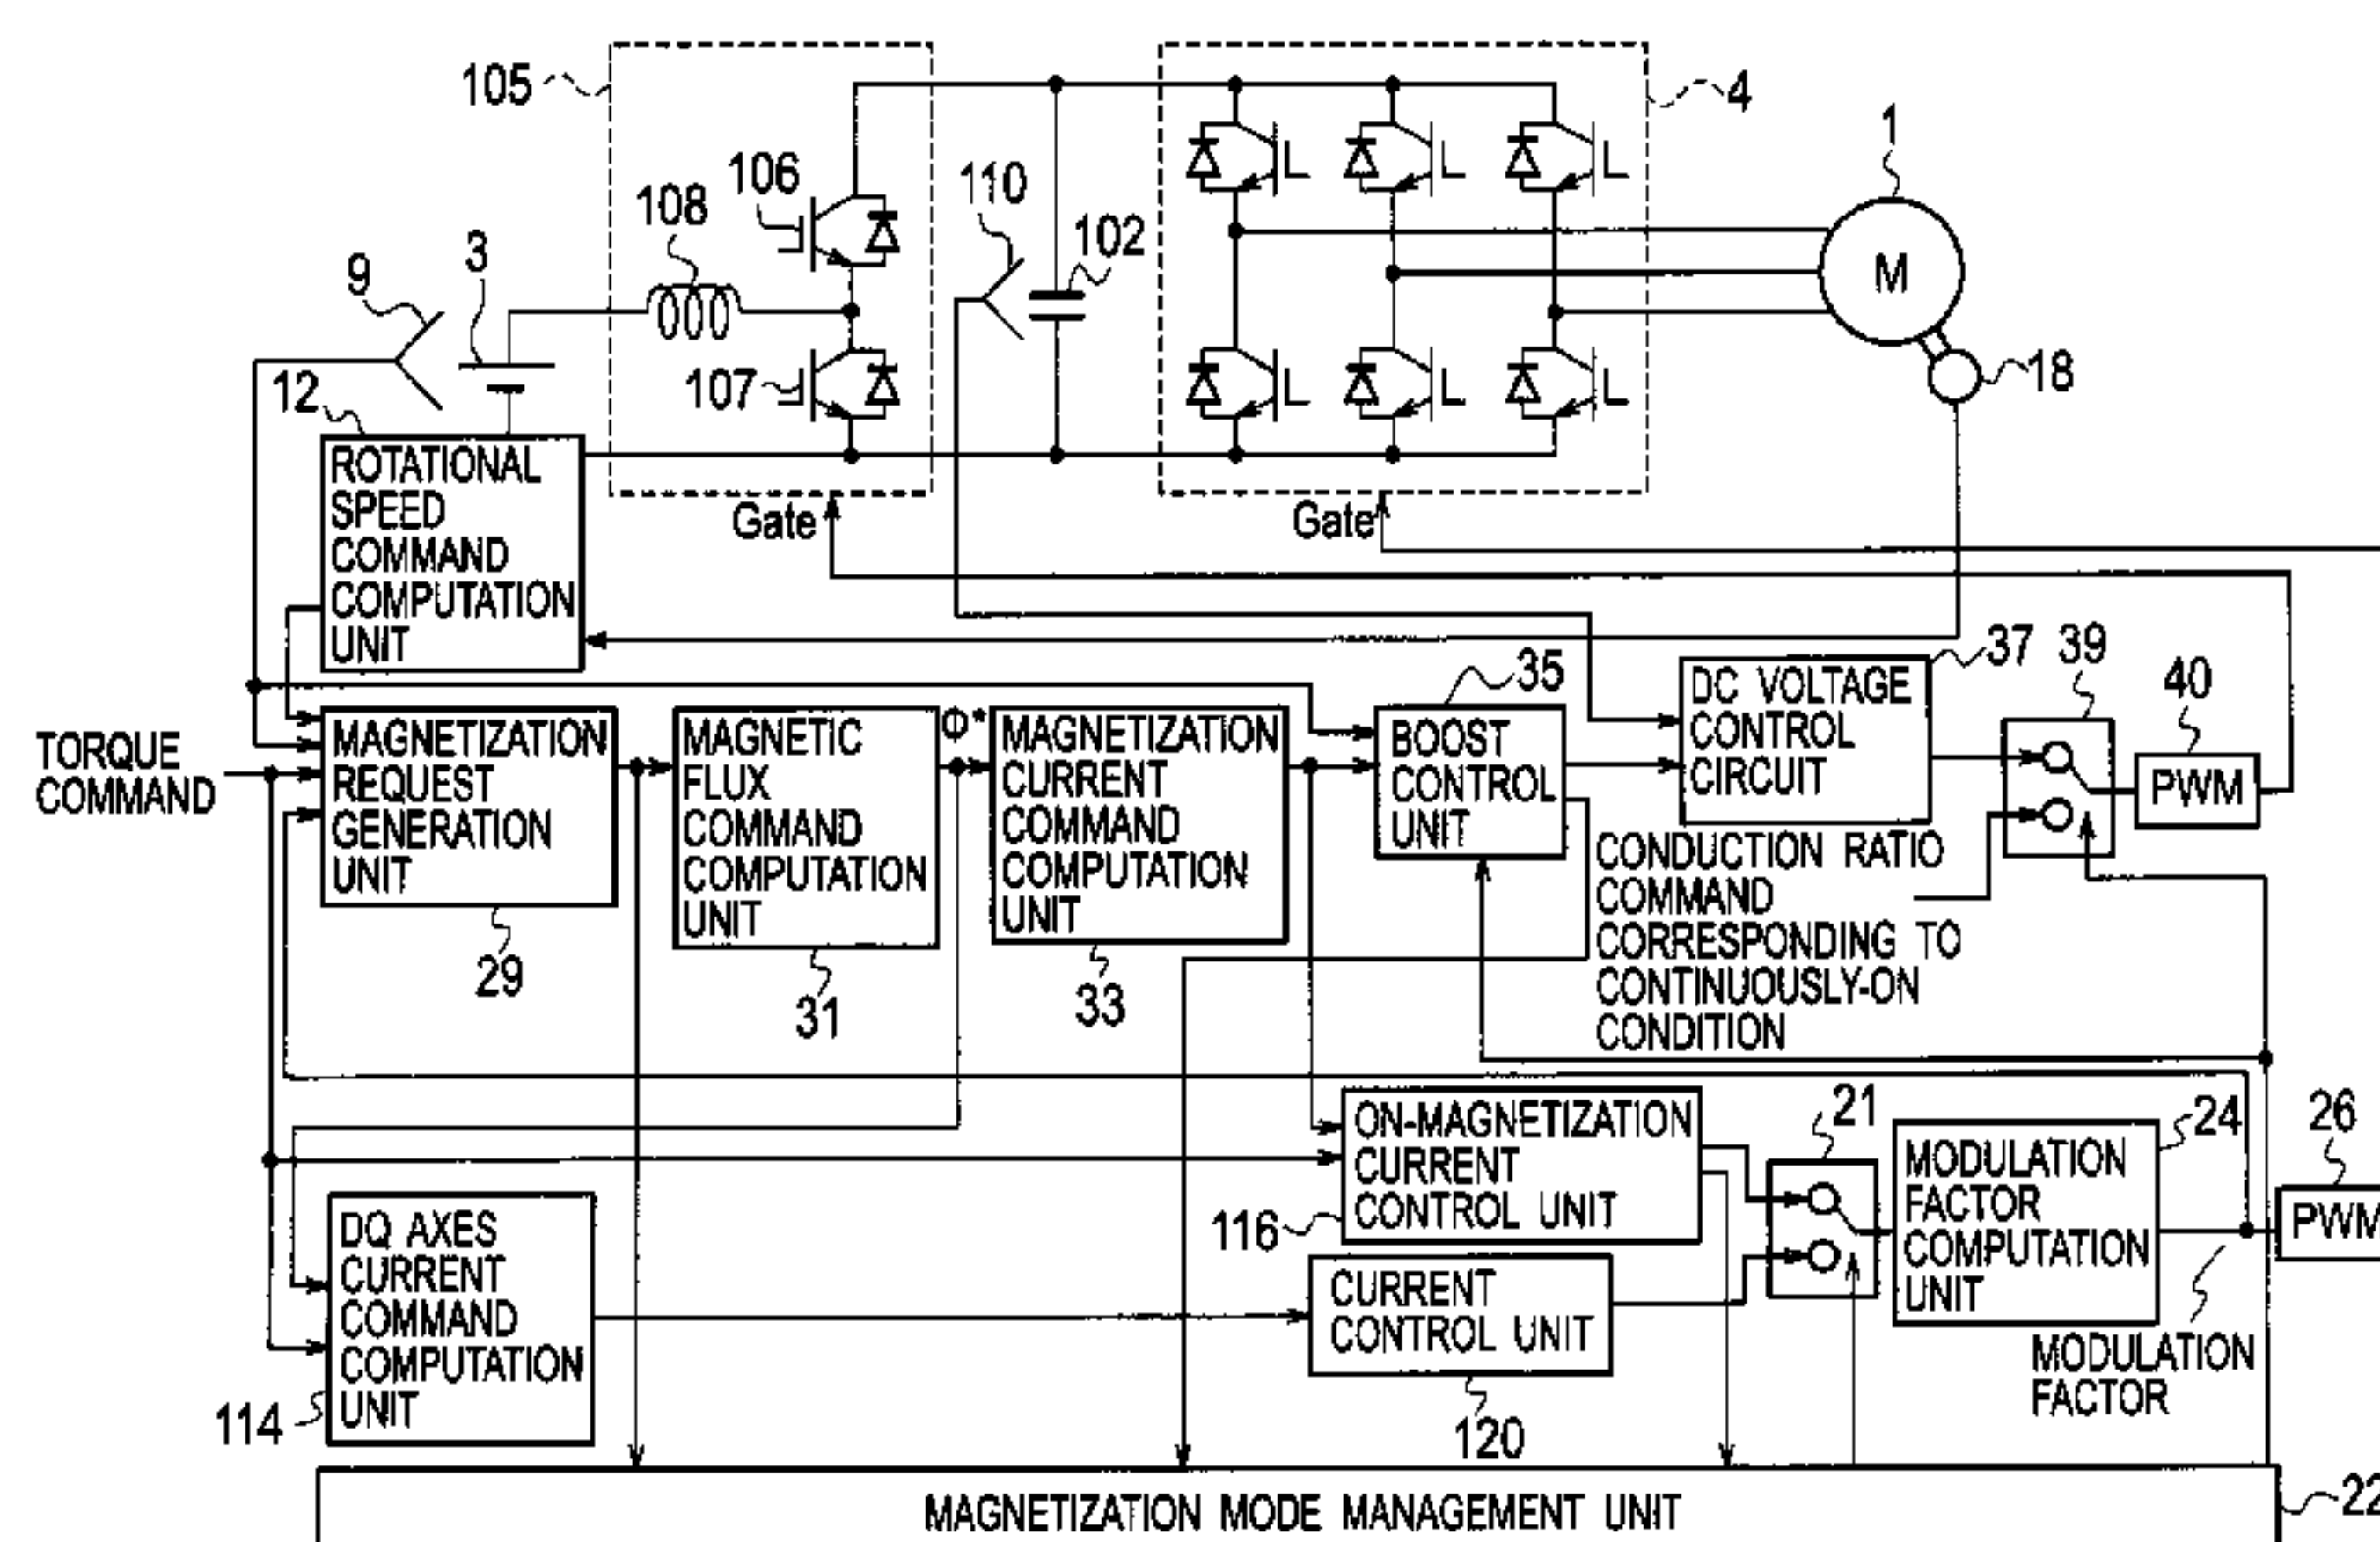 105
4
1
106
110
108
102
9
3
M
107
18
12
ROTATIONAL
SPEED
COMMAND
COMPUTATION
UNIT
Gate
Gate
35
37
39
40
TORQUE
COMMAND
MAGNETIZATION
REQUEST
GENERATION
UNIT
29
MAGNETIC
FLUX
COMMAND
COMPUTATION
UNIT
31
Φ*
MAGNETIZATION
CURRENT
COMMAND
COMPUTATION
UNIT
33
BOOST
CONTROL
UNIT
DC VOLTAGE
CONTROL
CIRCUIT
PWM
CONDUCTION RATIO
COMMAND
CORRESPONDING TO
CONTINUOUSLY-ON
CONDITION
ON-MAGNETIZATION
CURRENT
CONTROL UNIT
116
21
24
26
MODULATION
FACTOR
COMPUTATION
UNIT
PWM
DQ AXES
CURRENT
COMMAND
COMPUTATION
UNIT
114
CURRENT
CONTROL UNIT
120
MODULATION
FACTOR
MAGNETIZATION MODE MANAGEMENT UNIT
22